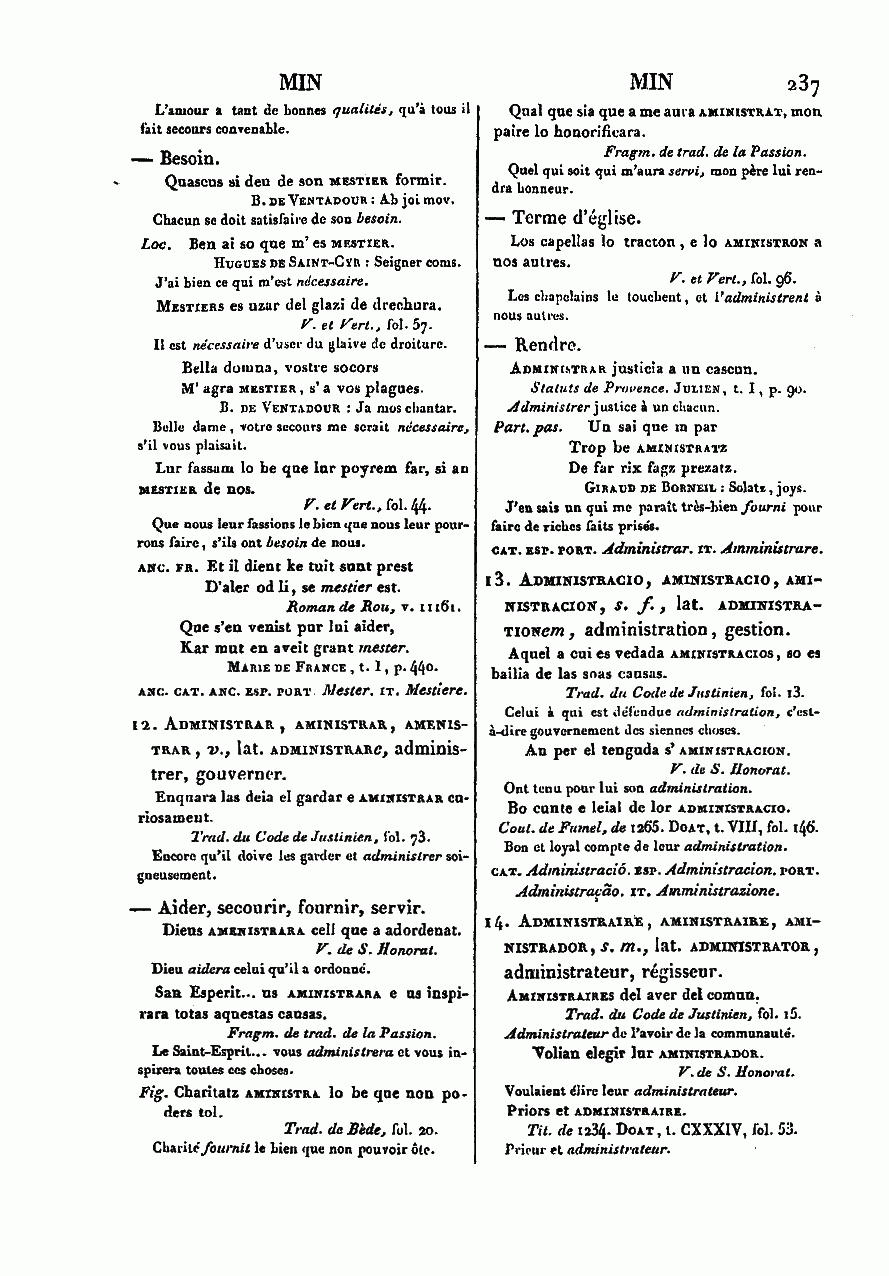 MIN
MIN 237
L'amour a tant de bonnes qualités, qu'à tous il
fait secours convenable.
— Besoin.
Quascus si deu de son MESTIER formir.
B. DE VENTADOUR : Ab joi mov.
Chacun se doit satisfaire de son besoin.
Loc. Ben ai so que m'es MESTIER.
HUGUES DE SAINT-CYR : Seigner coms.
J'ai bien ce qui m'est nécessaire.
MESTIERS es uzar del glazi de drechura.
V. et Vert., fol. 57.
Il est nécessaire d'user du glaive de droiture.
Bella domna, vostre socors
M'agra MESTIER, s'a vos plagues.
B. DE VENTADOUR : Ja mos chantar.
Belle dame, votre secours me serait nécessaire,
s'il vous plaisait.
Lur fassam lo be que lur poyrem far, si an
MESTIER de nos.
V. et Vert., fol. 44.
Que nous leur fassions le bien que nous leur pour-
rons faire, s'ils ont besoin de nous.
ANC. FR. Et il dient ke tuit sunt prest
D'aler od li, se mestier est.
Roman de Rou, v. 11161.
Que s'en venist pur lui aider,
Kar mut en aveit grant mester.
MARIE DE FRANCE, t. I, p. 440.
ANC. CAT. ANC. ESP. PORT. Mester. IT. Mestiere.
12. ADMINISTRAR, AMINISTRAR, AMENIS-
TRAR, v., lat. ADMINISTRARe, adminis-
trer, gouverner.
Enquara las deia el gardar e AMINISTRAR cu-
riosament.
Trad. du Code de Justinien, fol. 73.
Encore qu'il doive les garder et administrer soi-
gneusement.
— Aider, secourir, fournir, servir.
Dieus AMENISTRARA cell que a adordenat.
V. de S. Honorat.
Dieu aidera celui qu'il a ordonné.
San Esperit... us AMINISTRARA e us inspi-
rara totas aquestas causas.
Fragm. de trad. de la Passion.
Le Saint-Esprit... vous administrera et vous in-
spirera toutes ces choses.
Fig. Charitatz AMINISTRA lo be que non po-
ders tol.
Trad. de Bède, fol. 20.
Charité fournit le bien que non pouvoir ôte.
Qual que sia que a me aura AMINISTRAT, mon
paire lo honorificara.
Fragm. de trad. de la Passion.
Quel qui soit qui m'aura servi, mon père lui ren-
dra honneur.
— Terme d'église.
Los capellas lo tracton, e lo AMINISTRON a
nos autres.
V. et Vert., fol. 96.
Les chapelains le touchent, et l'administrent à
nous autres.
— Rendre.
ADMINISTRAR justicia a un cascun.
Statuts de Provence. JULIEN, t. I, p. 90.
Administrer justice à un chacun.
Part. pas. Un sai que m par
Trop be AMINISTRATZ
De far rix fagz prezatz.
GIRAUD DE BORNEIL : Solatz, joys.
J'en sais un qui me paraît très-bien fourni pour
faire de riches faits prisés.
CAT. ESP. PORT. Administrar. IT. Amministrare.
13. ADMINISTRACIO, AMINISTRACIO, AMI-
NISTRACION, s. f., lat. ADMINISTRA-
TIONem, administration, gestion.
Aquel a cui es vedada AMINISTRACIOS, so es
bailia de las soas causas.
Trad. du Code de Justinien, fol. 13.
Celui à qui est défendue administration, c'est-
à-dire gouvernement des siennes choses.
An per el tenguda s'AMINISTRACION.
V. de S. Honorat.
Ont tenu pour lui son administration.
Bo cunte e leial de lor ADMINISTRACIO.
Cout. de Fumel, de 1265. DOAT, t. VIII, fol. 146.
Bon et loyal compte de leur administration.
CAT. Administració. ESP. Administracion. PORT.
Administração. IT. Amministrazione.
14. ADMINISTRAIRE, AMINISTRAIRE, AMI-
NISTRADOR, s. m., lat. ADMINISTRATOR,
administrateur, régisseur.
AMINISTRAIRES del aver del comun.
Trad. du Code de Justinien, fol. 15.
Administrateur de l'avoir de la communauté.
Volian elegir lur AMINISTRADOR.
V. de S. Honorat.
Voulaient élire leur administrateur.
Priors et ADMINISTRAIRE.
Tit. de 1234. DOAT, t. CXXXIV, fol. 53.
Prieur et administrateur.